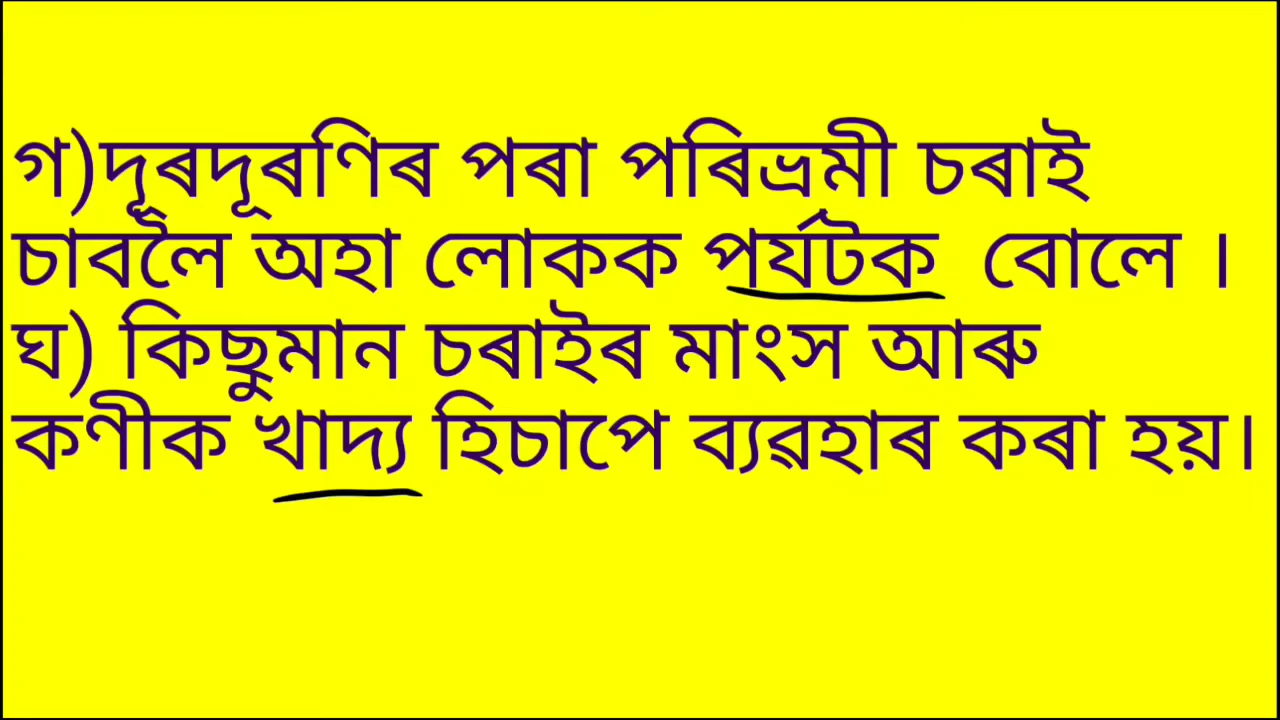 গ)দূৰদূৰণিৰ পৰা পৰিভ্ৰমী চৰাই
চাবলৈ অহা লোকক পৰ্যটক বোলে ।
ঘ) কিছুমান চৰাইৰ মাংস আৰু
কণীক খাদ্য হিচাপে ব্যৱহাৰ কৰা হয়।